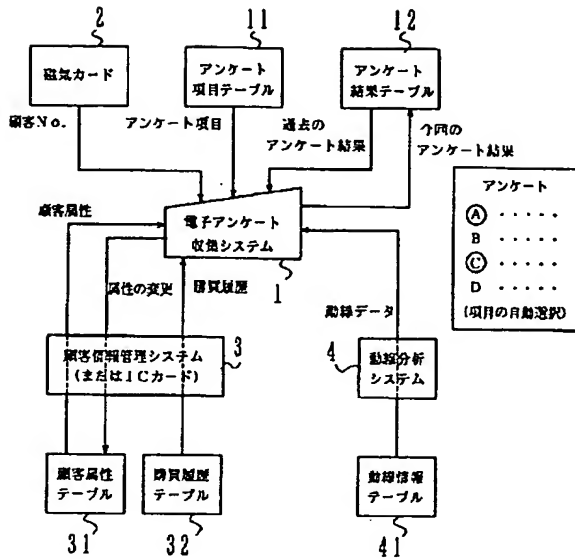 2
11
12
磁気カード
アンケート
項目テーブル
アンケート
結果テーブル
顧客No.
アンケート項目
過去の
アンケート結果
今回の
アンケート結果
アンケート
Ⓐ ・・・・・
B ・・・・・
Ⓒ ・・・・・
D ・・・・・
(項目の自動選択)
顧客属性
電子アンケート
収集システム
1
属性の変更
購買履歴
動線データ
顧客情報管理システム
(またはICカード)
3
4
動線分析
システム
顧客属性
テーブル
購買履歴
テーブル
動線情報
テーブル
31
32
41